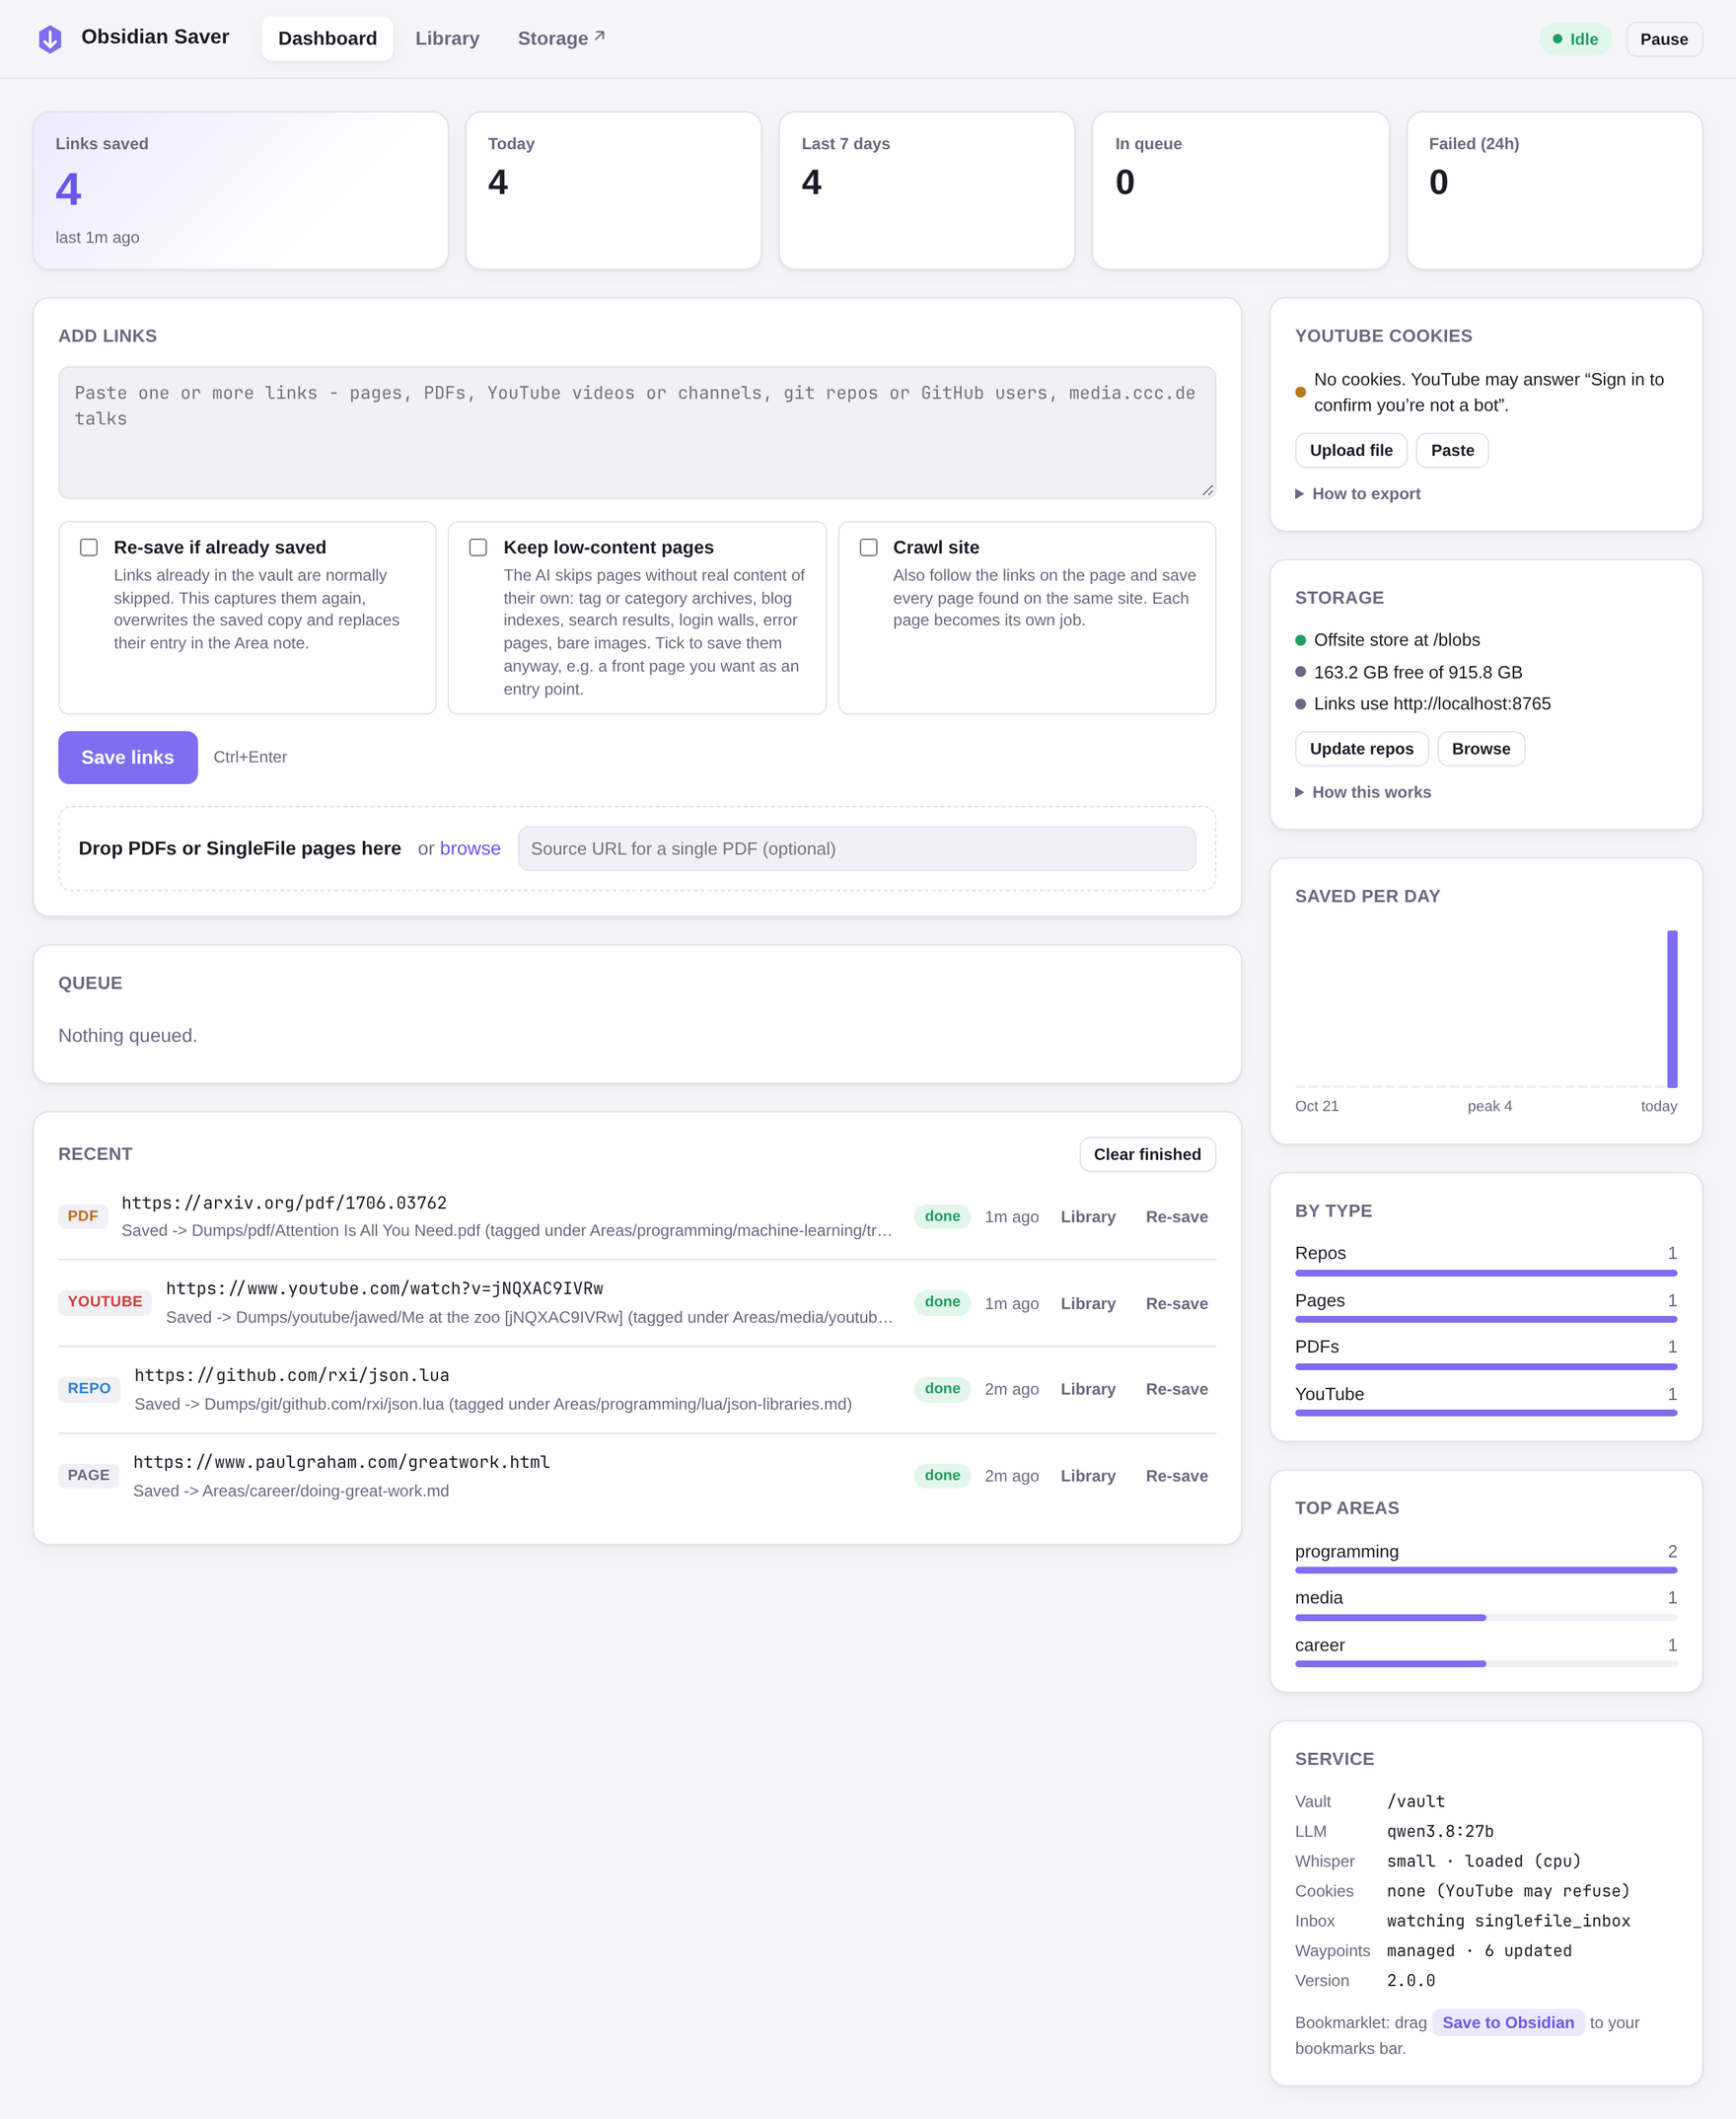 Obsidian Saver
Dashboard
Library
Storage ↗
Idle
Pause
Links saved
4
last 1m ago
Today
4
Last 7 days
4
In queue
0
Failed (24h)
0
ADD LINKS
Paste one or more links - pages, PDFs, YouTube videos or channels, git repos or GitHub users, media.ccc.de
talks
Re-save if already saved
Links already in the vault are normally
skipped. This captures them again,
overwrites the saved copy and replaces
their entry in the Area note.
Keep low-content pages
The AI skips pages without real content of
their own: tag or category archives, blog
indexes, search results, login walls, error
pages, bare images. Tick to save them
anyway, e.g. a front page you want as an
entry point.
Crawl site
Also follow the links on the page and save
every page found on the same site. Each
page becomes its own job.
Save links
Ctrl+Enter
Drop PDFs or SingleFile pages here or browse
Source URL for a single PDF (optional)
QUEUE
Nothing queued.
RECENT
Clear finished
PDF
https://arxiv.org/pdf/1706.03762
Saved -> Dumps/pdf/Attention Is All You Need.pdf (tagged under Areas/programming/machine-learning/tr…
done 1m ago Library Re-save
YOUTUBE
https://www.youtube.com/watch?v=jNQXAC9IVRw
Saved -> Dumps/youtube/jawed/Me at the zoo [jNQXAC9IVRw] (tagged under Areas/media/youtub…
done 1m ago Library Re-save
REPO
https://github.com/rxi/json.lua
Saved -> Dumps/git/github.com/rxi/json.lua (tagged under Areas/programming/lua/json-libraries.md)
done 2m ago Library Re-save
PAGE
https://www.paulgraham.com/greatwork.html
Saved -> Areas/career/doing-great-work.md
done 2m ago Library Re-save
YOUTUBE COOKIES
No cookies. YouTube may answer “Sign in to
confirm you’re not a bot”.
Upload file
Paste
How to export
STORAGE
Offsite store at /blobs
163.2 GB free of 915.8 GB
Links use http://localhost:8765
Update repos
Browse
How this works
SAVED PER DAY
Oct 21 peak 4 today
BY TYPE
Repos 1
Pages 1
PDFs 1
YouTube 1
TOP AREAS
programming 2
media 1
career 1
SERVICE
Vault /vault
LLM qwen3.8:27b
Whisper small · loaded (cpu)
Cookies none (YouTube may refuse)
Inbox watching singlefile_inbox
Waypoints managed · 6 updated
Version 2.0.0
Bookmarklet: drag Save to Obsidian to your
bookmarks bar.